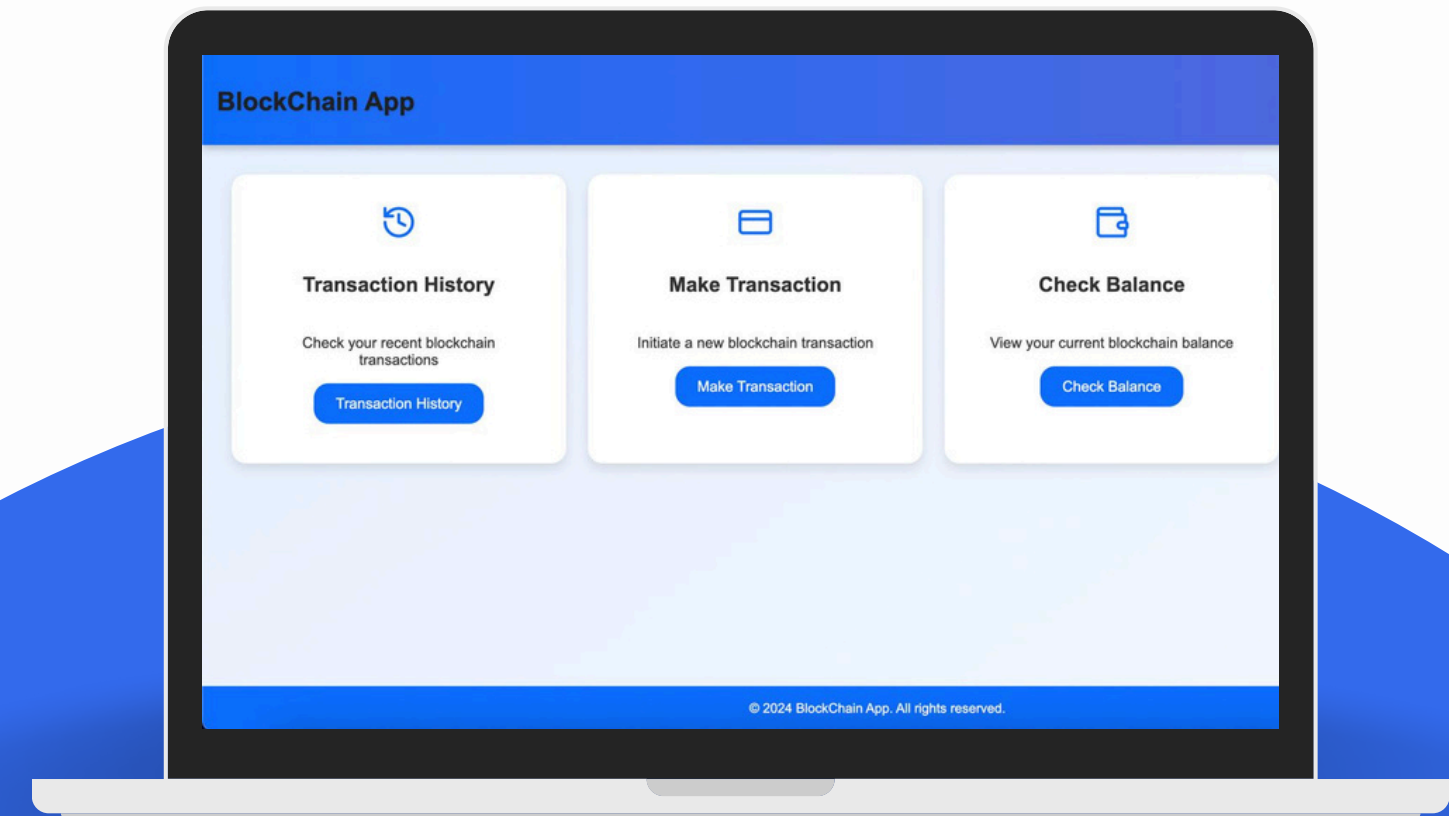 BlockChain App
Transaction History
Check your recent blockchain
transactions
Transaction History
Make Transaction
Initiate a new blockchain transaction
Make Transaction
Check Balance
View your current blockchain balance
Check Balance
© 2024 BlockChain App. All rights reserved.